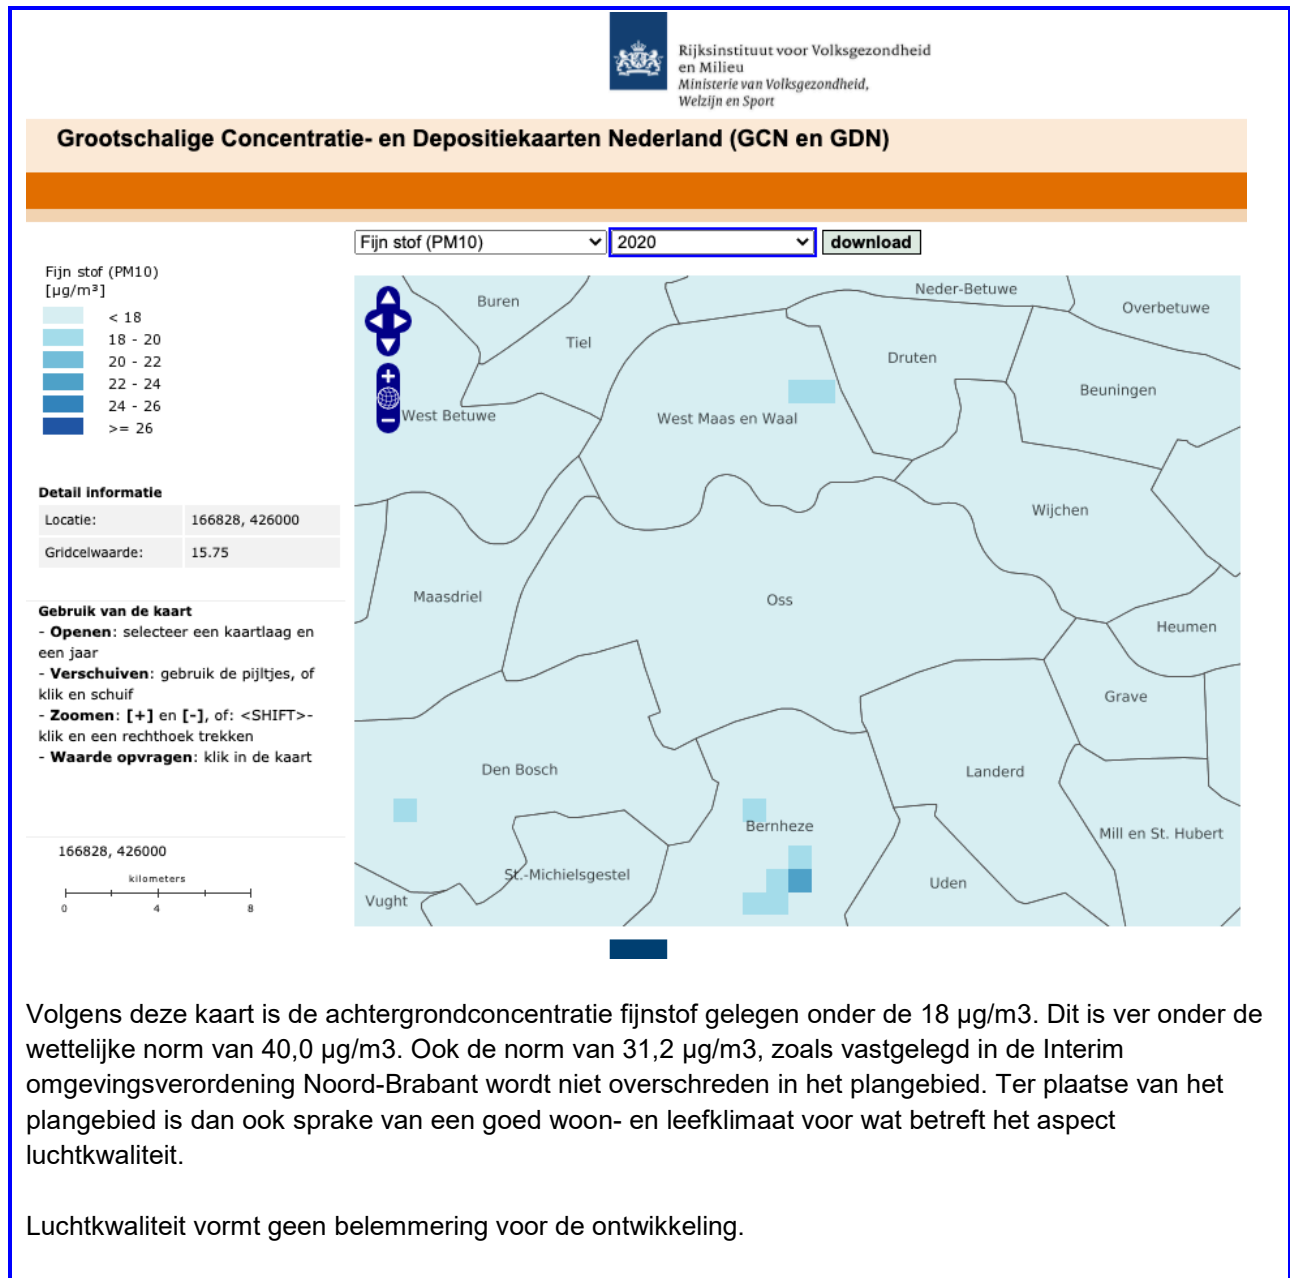 Rijksinstituut voor Volksgezondheid
en Milieu
Ministerie van Volksgezondheid,
Welzijn en Sport
Grootschalige Concentratie- en Depositiekaarten Nederland (GCN en GDN)
Fijn stof (PM10)
2020
download
Fijn stof (PM10)
[µg/m³]
< 18
18 - 20
20 - 22
22 - 24
24 - 26
>= 26
Detail informatie
Locatie: 166828, 426000
Gridcelwaarde: 15.75
Gebruik van de kaart
- Openen: selecteer een kaartlaag en
een jaar
- Verschuiven: gebruik de pijltjes, of
klik en schuif
- Zoomen: [+] en [-], of: <SHIFT>-
klik en een rechthoek trekken
- Waarde opvragen: klik in de kaart
166828, 426000
kilometers
0 4 8
Buren
Neder-Betuwe
Overbetuwe
Tiel
Druten
Beuningen
West Betuwe
West Maas en Waal
Wijchen
Maasdriel
Oss
Heumen
Grave
Den Bosch
Landerd
Bernheze
Mill en St. Hubert
St.-Michielsgestel
Uden
Vught
Volgens deze kaart is de achtergrondconcentratie fijnstof gelegen onder de 18 µg/m3. Dit is ver onder de
wettelijke norm van 40,0 µg/m3. Ook de norm van 31,2 µg/m3, zoals vastgelegd in de Interim
omgevingsverordening Noord-Brabant wordt niet overschreden in het plangebied. Ter plaatse van het
plangebied is dan ook sprake van een goed woon- en leefklimaat voor wat betreft het aspect
luchtkwaliteit.
Luchtkwaliteit vormt geen belemmering voor de ontwikkeling.